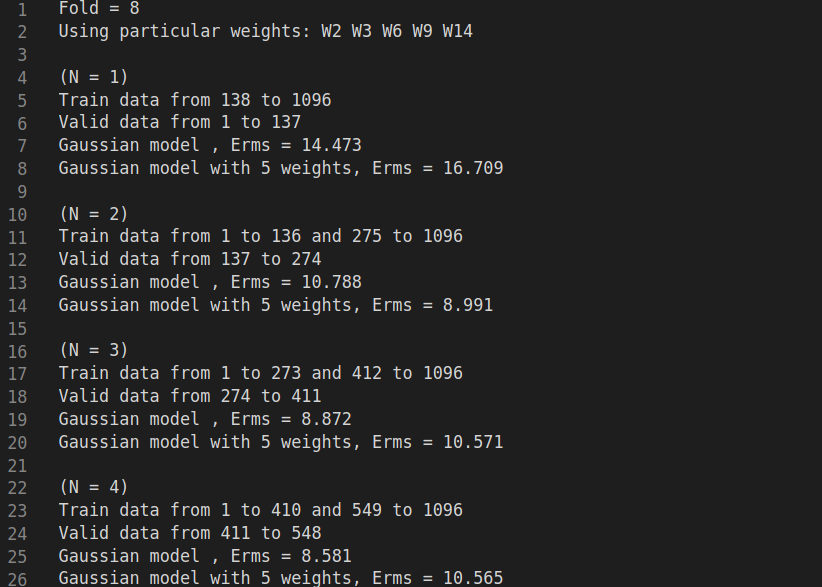 1 Fold = 8
2 Using particular weights: W2 W3 W6 W9 W14
3
4 (N = 1)
5 Train data from 138 to 1096
6 Valid data from 1 to 137
7 Gaussian model , Erms = 14.473
8 Gaussian model with 5 weights, Erms = 16.709
9
10 (N = 2)
11 Train data from 1 to 136 and 275 to 1096
12 Valid data from 137 to 274
13 Gaussian model , Erms = 10.788
14 Gaussian model with 5 weights, Erms = 8.991
15
16 (N = 3)
17 Train data from 1 to 273 and 412 to 1096
18 Valid data from 274 to 411
19 Gaussian model , Erms = 8.872
20 Gaussian model with 5 weights, Erms = 10.571
21
22 (N = 4)
23 Train data from 1 to 410 and 549 to 1096
24 Valid data from 411 to 548
25 Gaussian model , Erms = 8.581
26 Gaussian model with 5 weights, Erms = 10.565